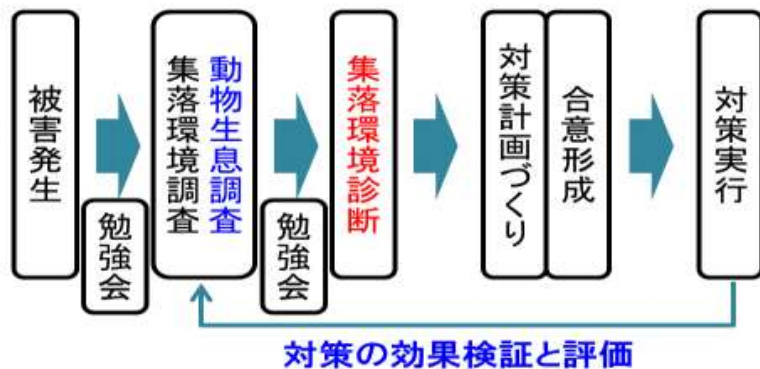 被害発生
勉強会
動物生息調査
集落環境調査
勉強会
集落環境診断
対策計画づくり
合意形成
対策実行
対策の効果検証と評価